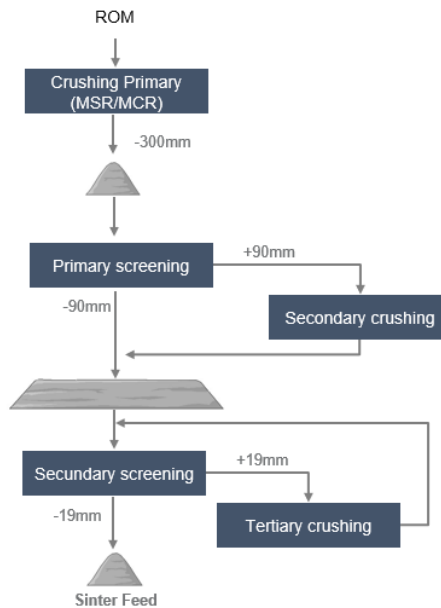 ROM
Crushing Primary
(MSR/MCR)
-300mm
Primary screening
+90mm
-90mm
Secondary crushing
Secundary screening
+19mm
-19mm
Tertiary crushing
Sinter Feed